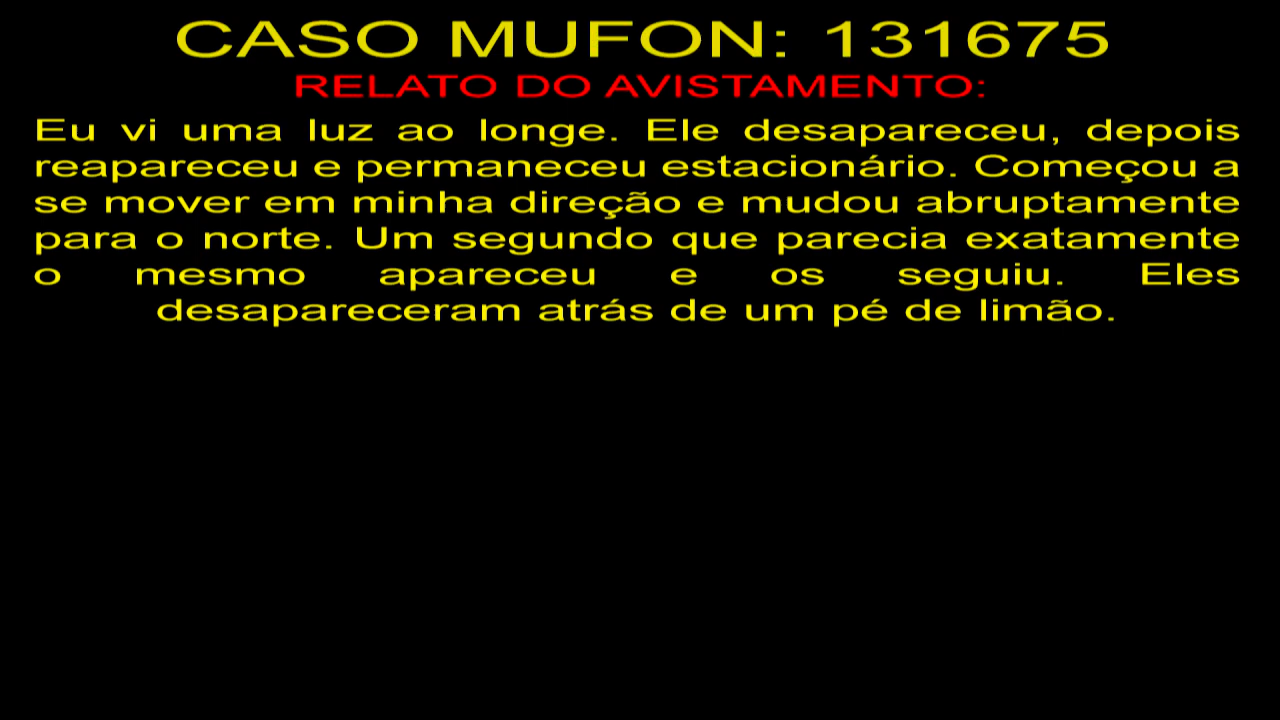 CASO MUFON: 131675
RELATO DO AVISTAMENTO:
Eu vi uma luz ao longe. Ele desapareceu, depois
reapareceu e permaneceu estacionário. Começou a
se mover em minha direção e mudou abruptamente
para o norte. Um segundo que parecia exatamente
o mesmo apareceu e os seguiu. Eles
desapareceram atrás de um pé de limão.